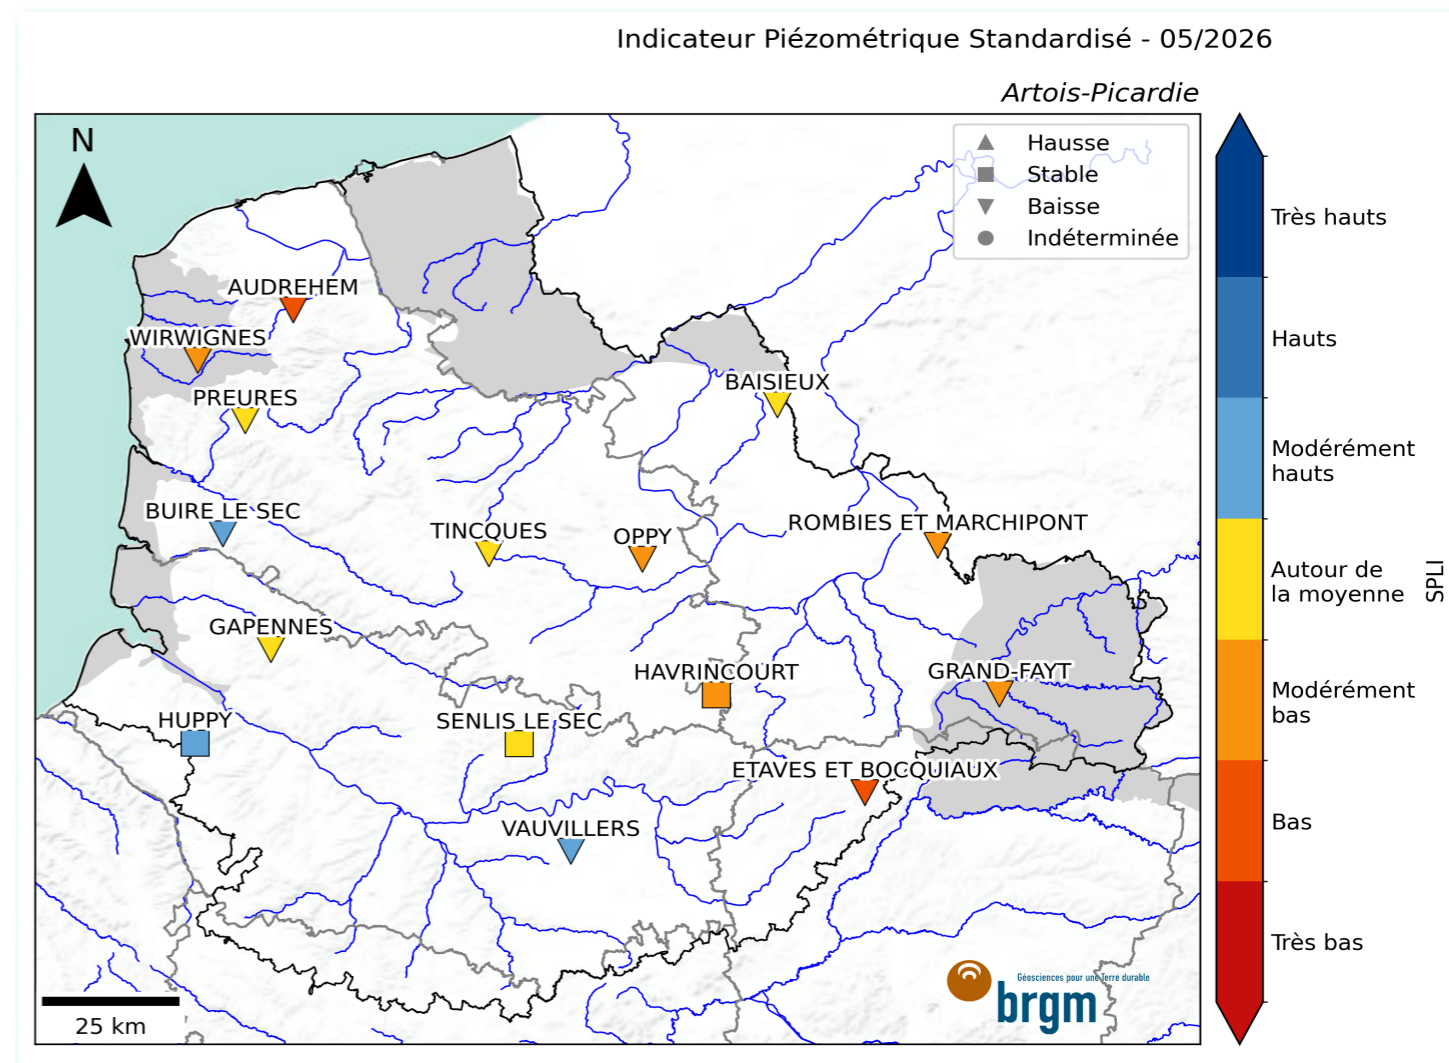 Indicateur Piézométrique Standardisé - 05/2026
Artois-Picardie
N
Hausse
Stable
Baisse
Indéterminée
AUDREHEM
WIRWIGNES
PREURES
BAISIEUX
BUIRE LE SEC
TINCQUES
OPPY
ROMBIES ET MARCHIPONT
GAPENNES
HAVRINCOURT
GRAND-FAYT
HUPPY
SENLIS LE SEC
ETAVES ET BOCQUIAUX
VAUVILLERS
25 km
Géosciences pour une Terre durable
brgm
Très hauts
Hauts
Modérément
hauts
Autour de
la moyenne
Modérément
bas
Bas
Très bas
SPLI